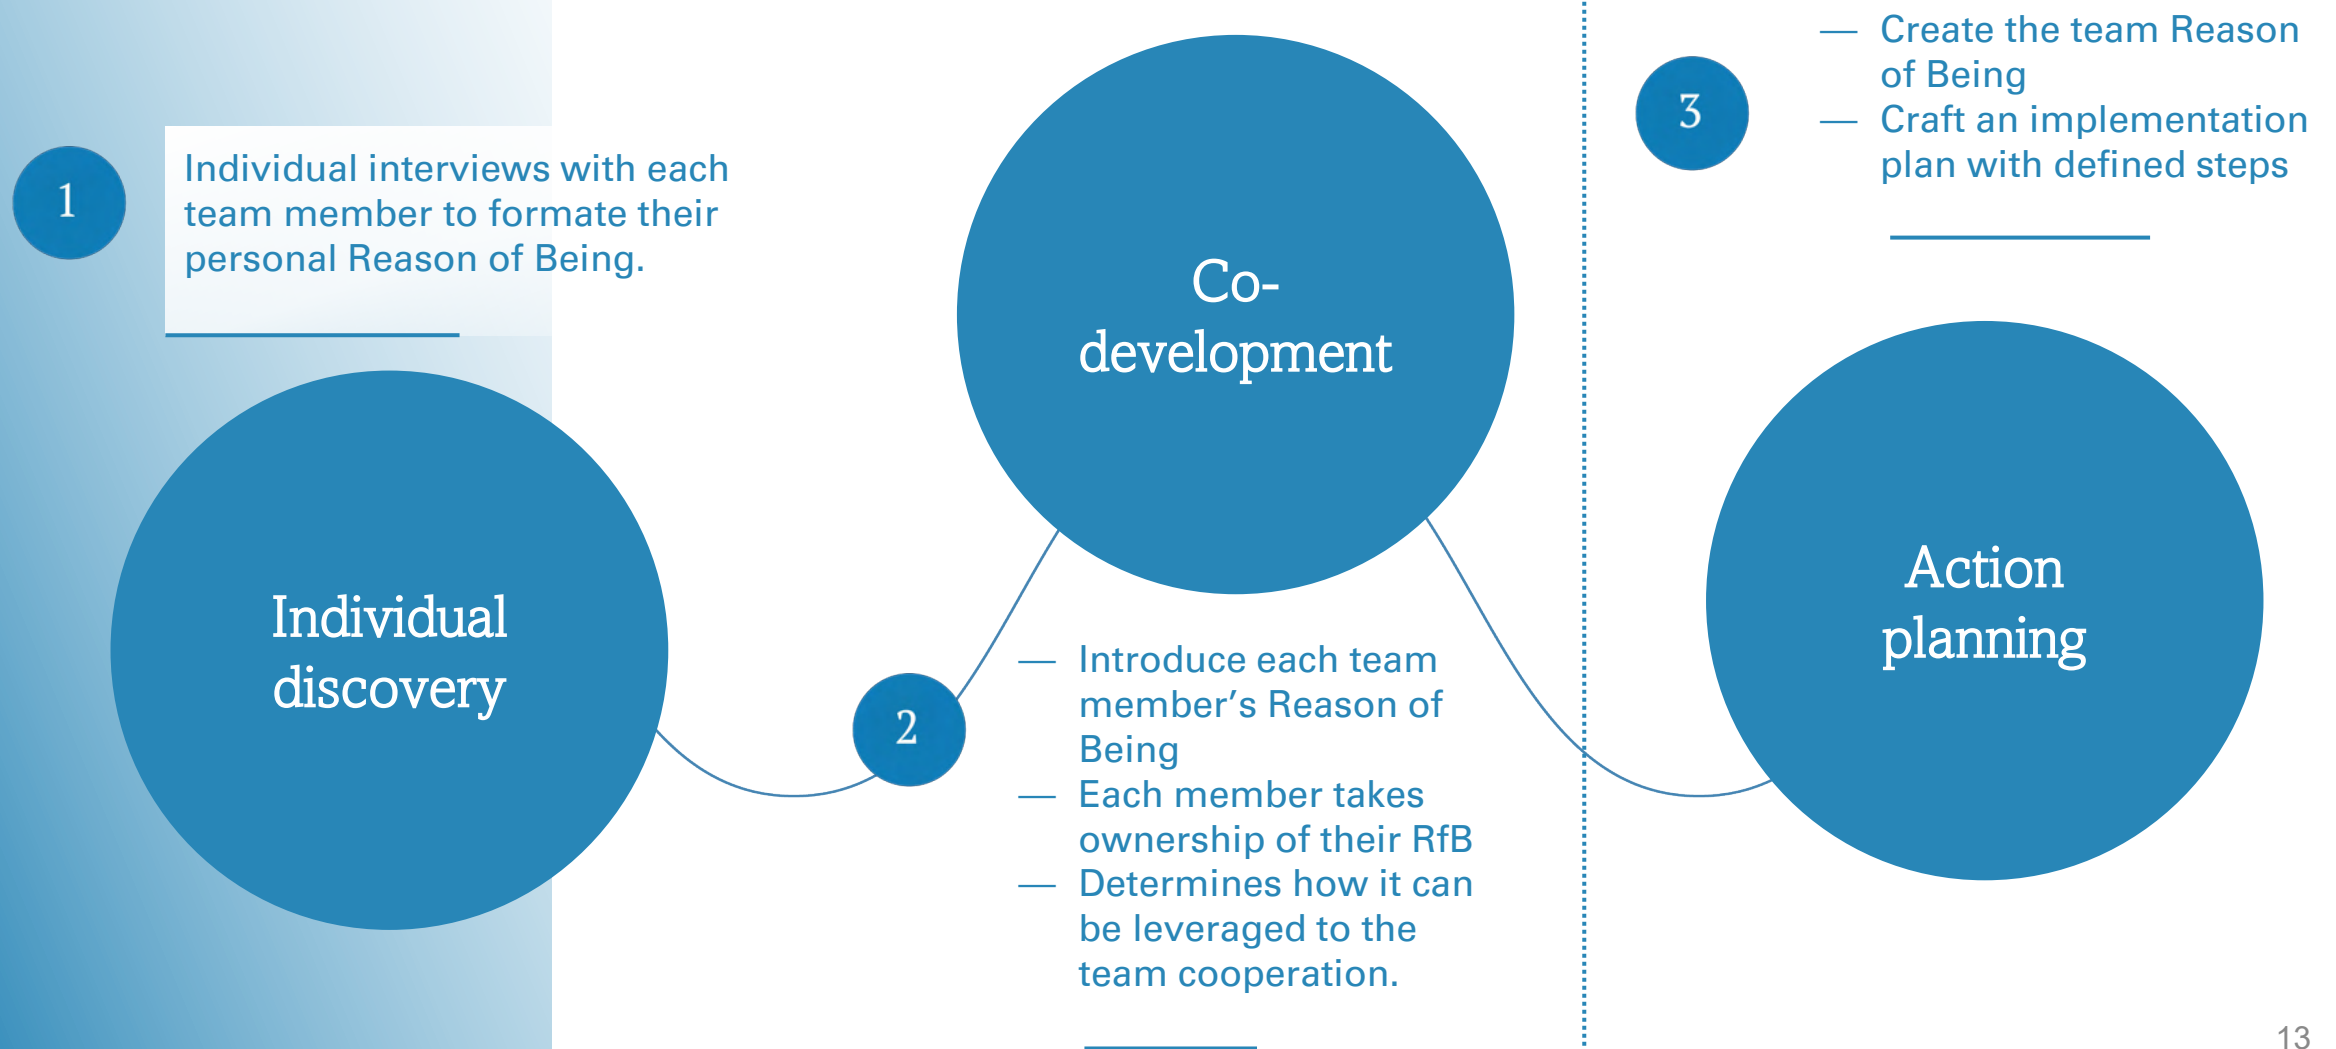 1
Individual interviews with each
team member to formate their
personal Reason of Being.
Individual
discovery
Co-
development
2
— Introduce each team
member’s Reason of
Being
— Each member takes
ownership of their RfB
— Determines how it can
be leveraged to the
team cooperation.
3
— Create the team Reason
of Being
— Craft an implementation
plan with defined steps
Action
planning
13